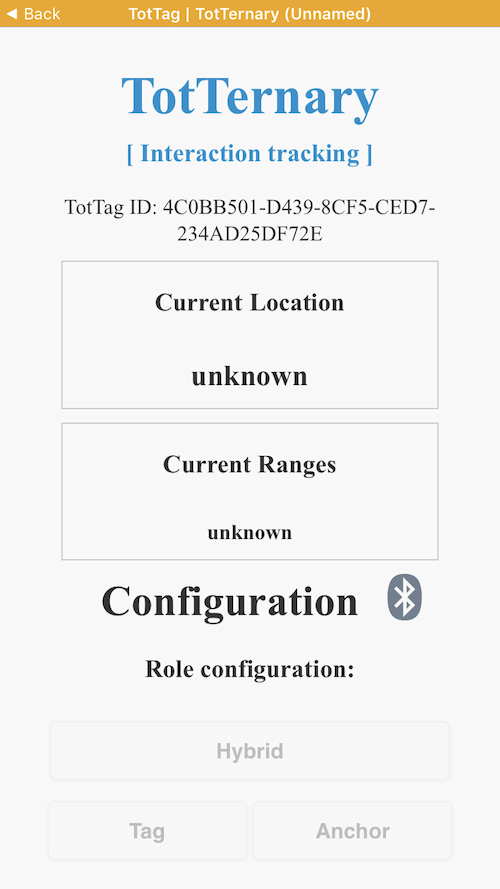 ◀ Back TotTag | TotTernary (Unnamed)
TotTernary
[ Interaction tracking ]
TotTag ID: 4C0BB501-D439-8CF5-CED7-
234AD25DF72E
Current Location
unknown
Current Ranges
unknown
Configuration
Role configuration:
Hybrid
Tag Anchor